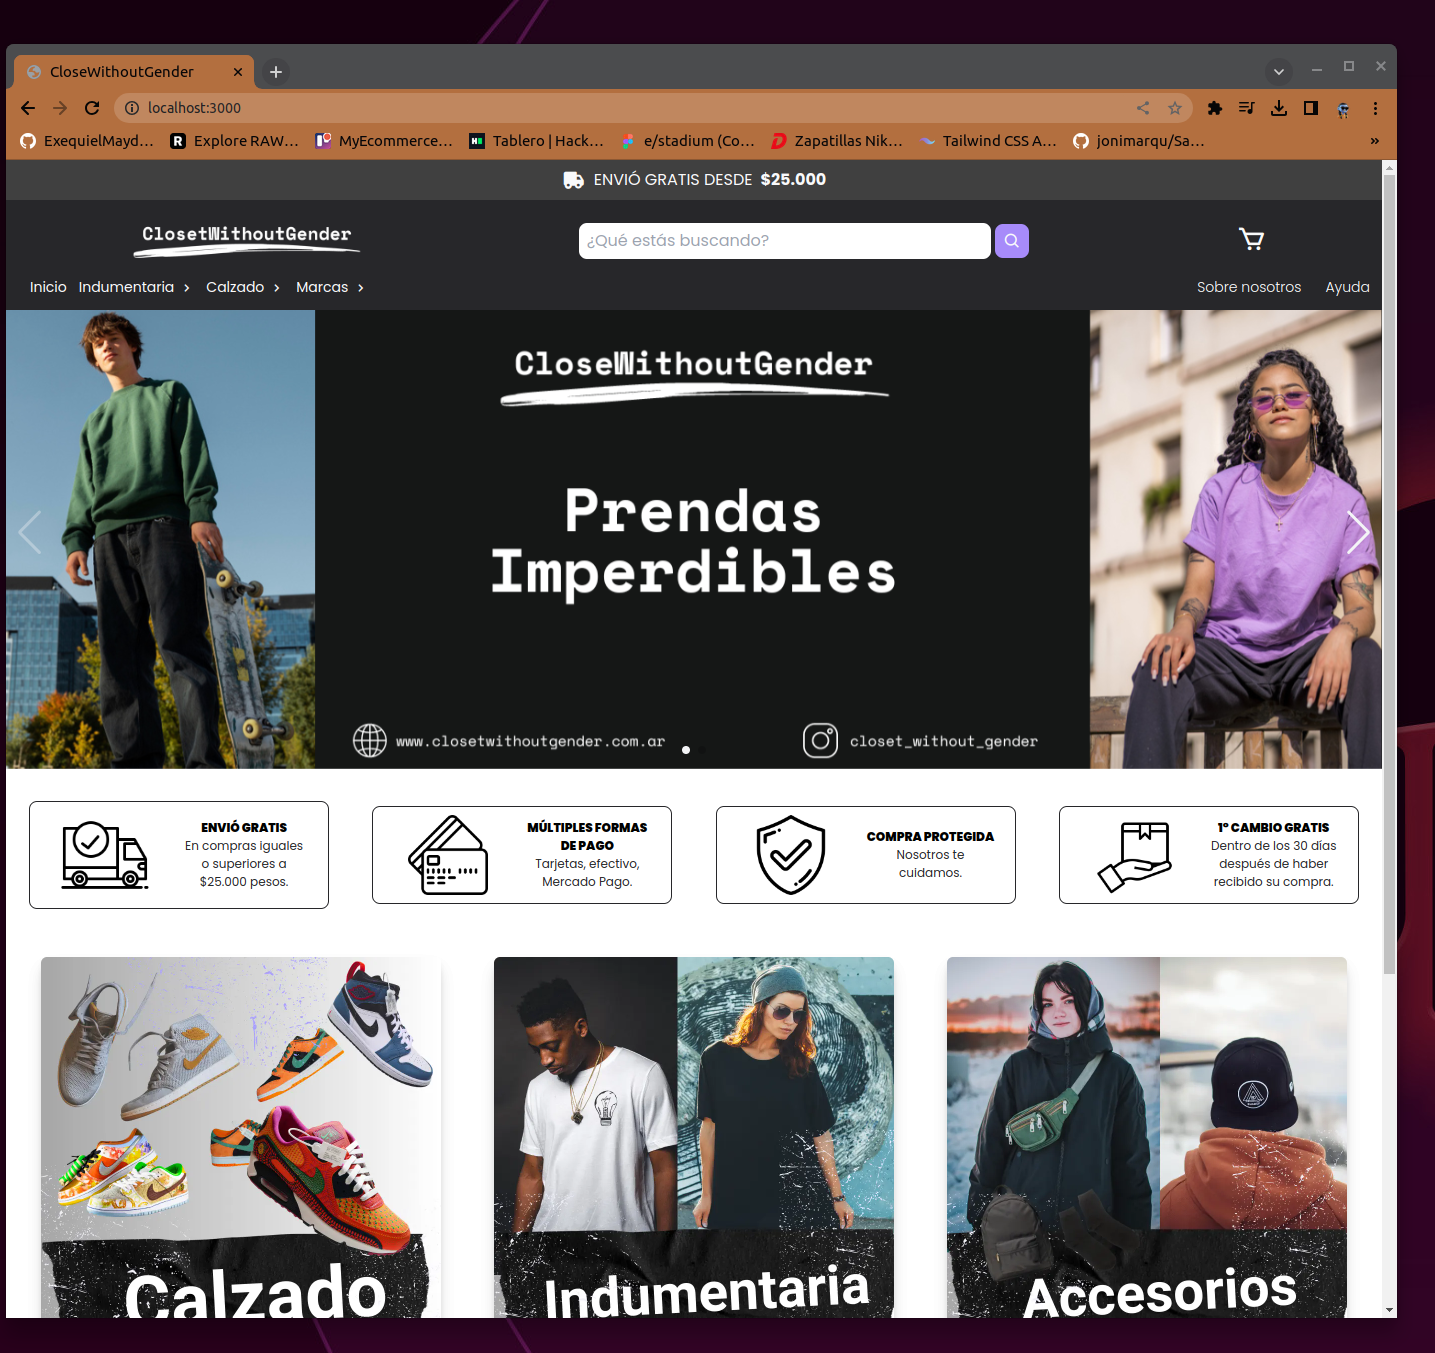 CloseWithoutGender
localhost:3000
ExequielMayd...
Explore RAW...
MyEcommerce...
Tablero | Hack...
e/stadium (Co...
Zapatillas Nik...
Tailwind CSS A...
jonimarqu/Sa...
»
ENVIÓ GRATIS DESDE $25.000
ClosetWithoutGender
¿Qué estás buscando?
Inicio
Indumentaria
Calzado
Marcas
Sobre nosotros
Ayuda
CloseWithoutGender
Prendas
Imperdibles
www.closetwithoutgender.com.ar
closet_without_gender
ENVIÓ GRATIS
En compras iguales
o superiores a
$25.000 pesos.
MÚLTIPLES FORMAS
DE PAGO
Tarjetas, efectivo,
Mercado Pago.
COMPRA PROTEGIDA
Nosotros te
cuidamos.
1º CAMBIO GRATIS
Dentro de los 30 días
después de haber
recibido su compra.
Calzado
Indumentaria
Accesorios